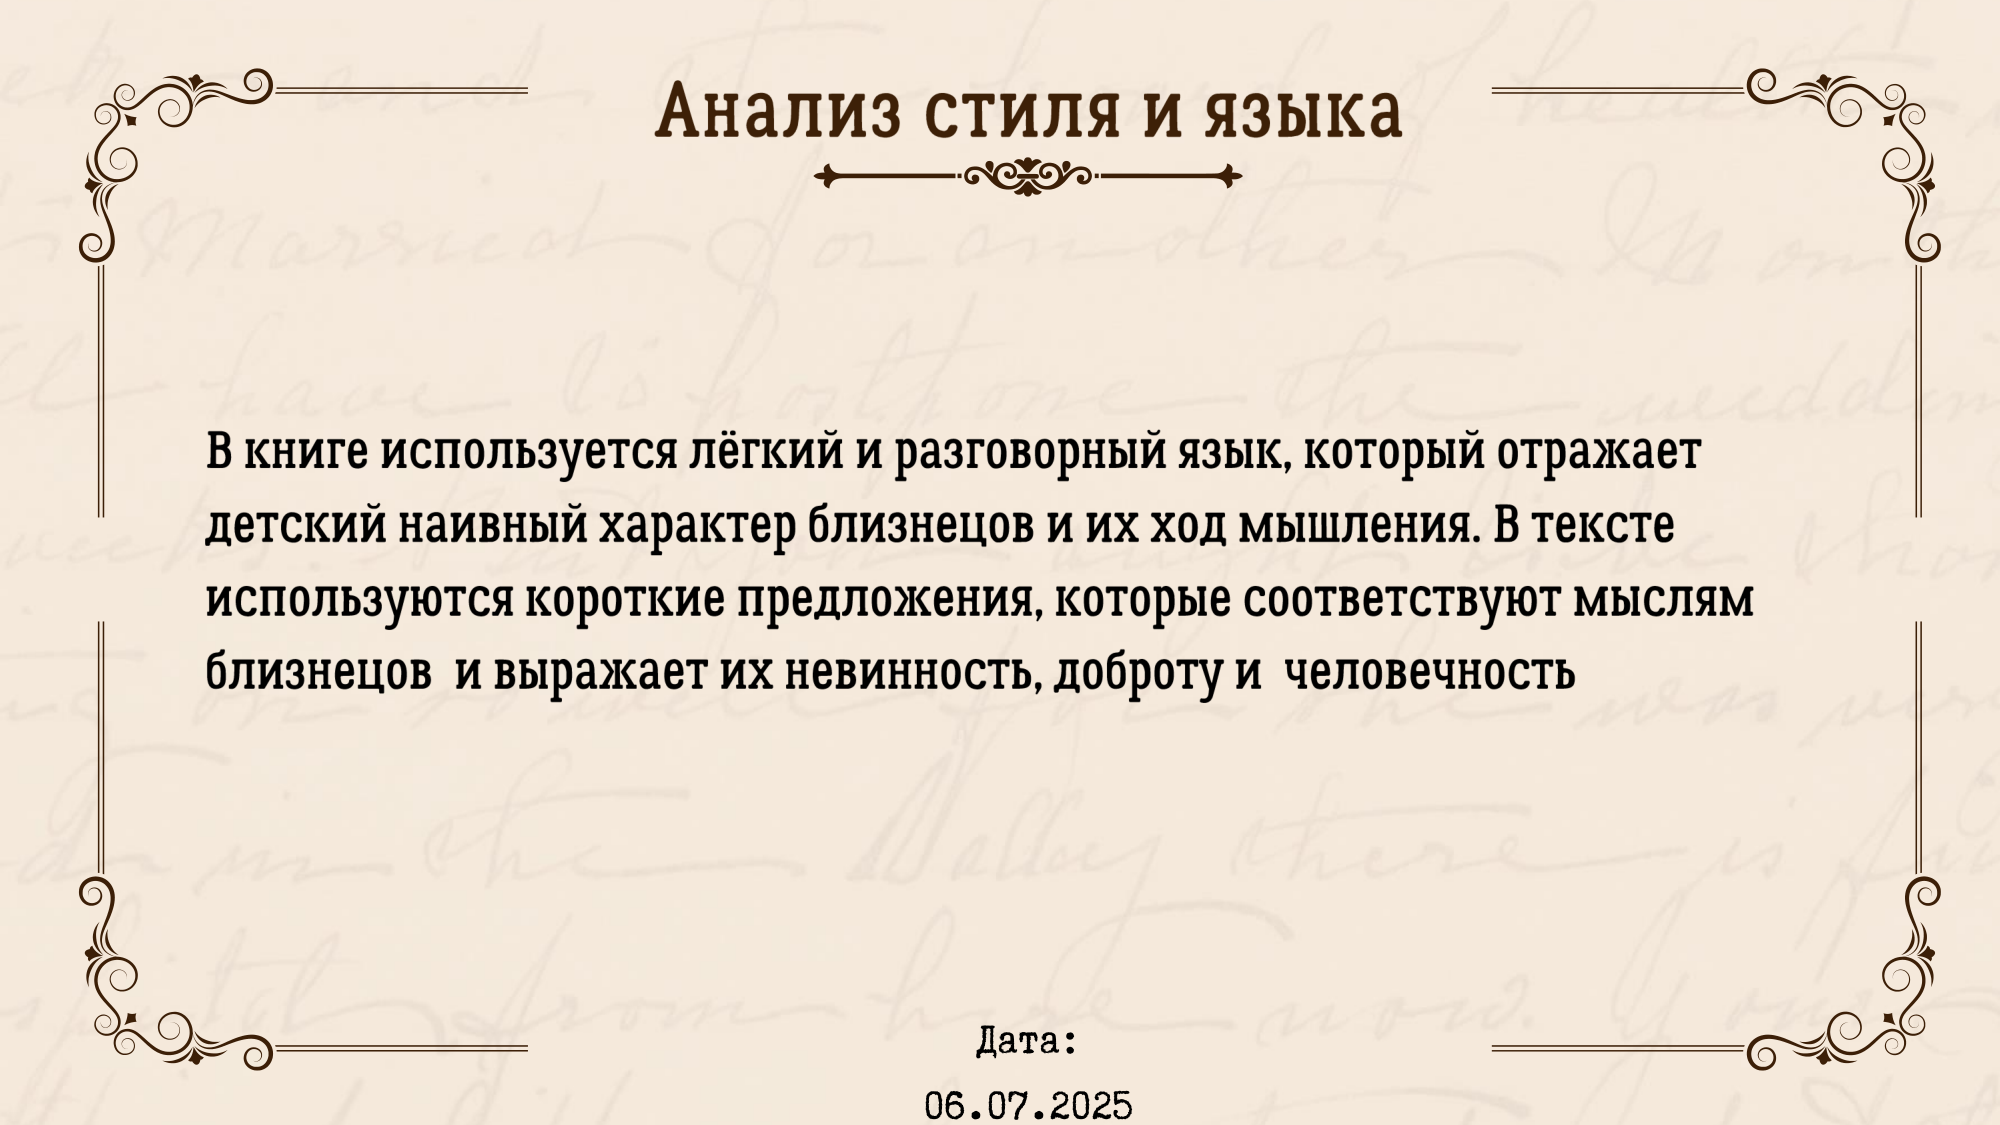 Анализ стиля и языка
В книге используется лёгкий и разговорный язык, который отражает
детский наивный характер близнецов и их ход мышления. В тексте
используются короткие предложения, которые соответствуют мыслям
близнецов и выражает их невинность, доброту и человечность
Дата:
06.07.2025